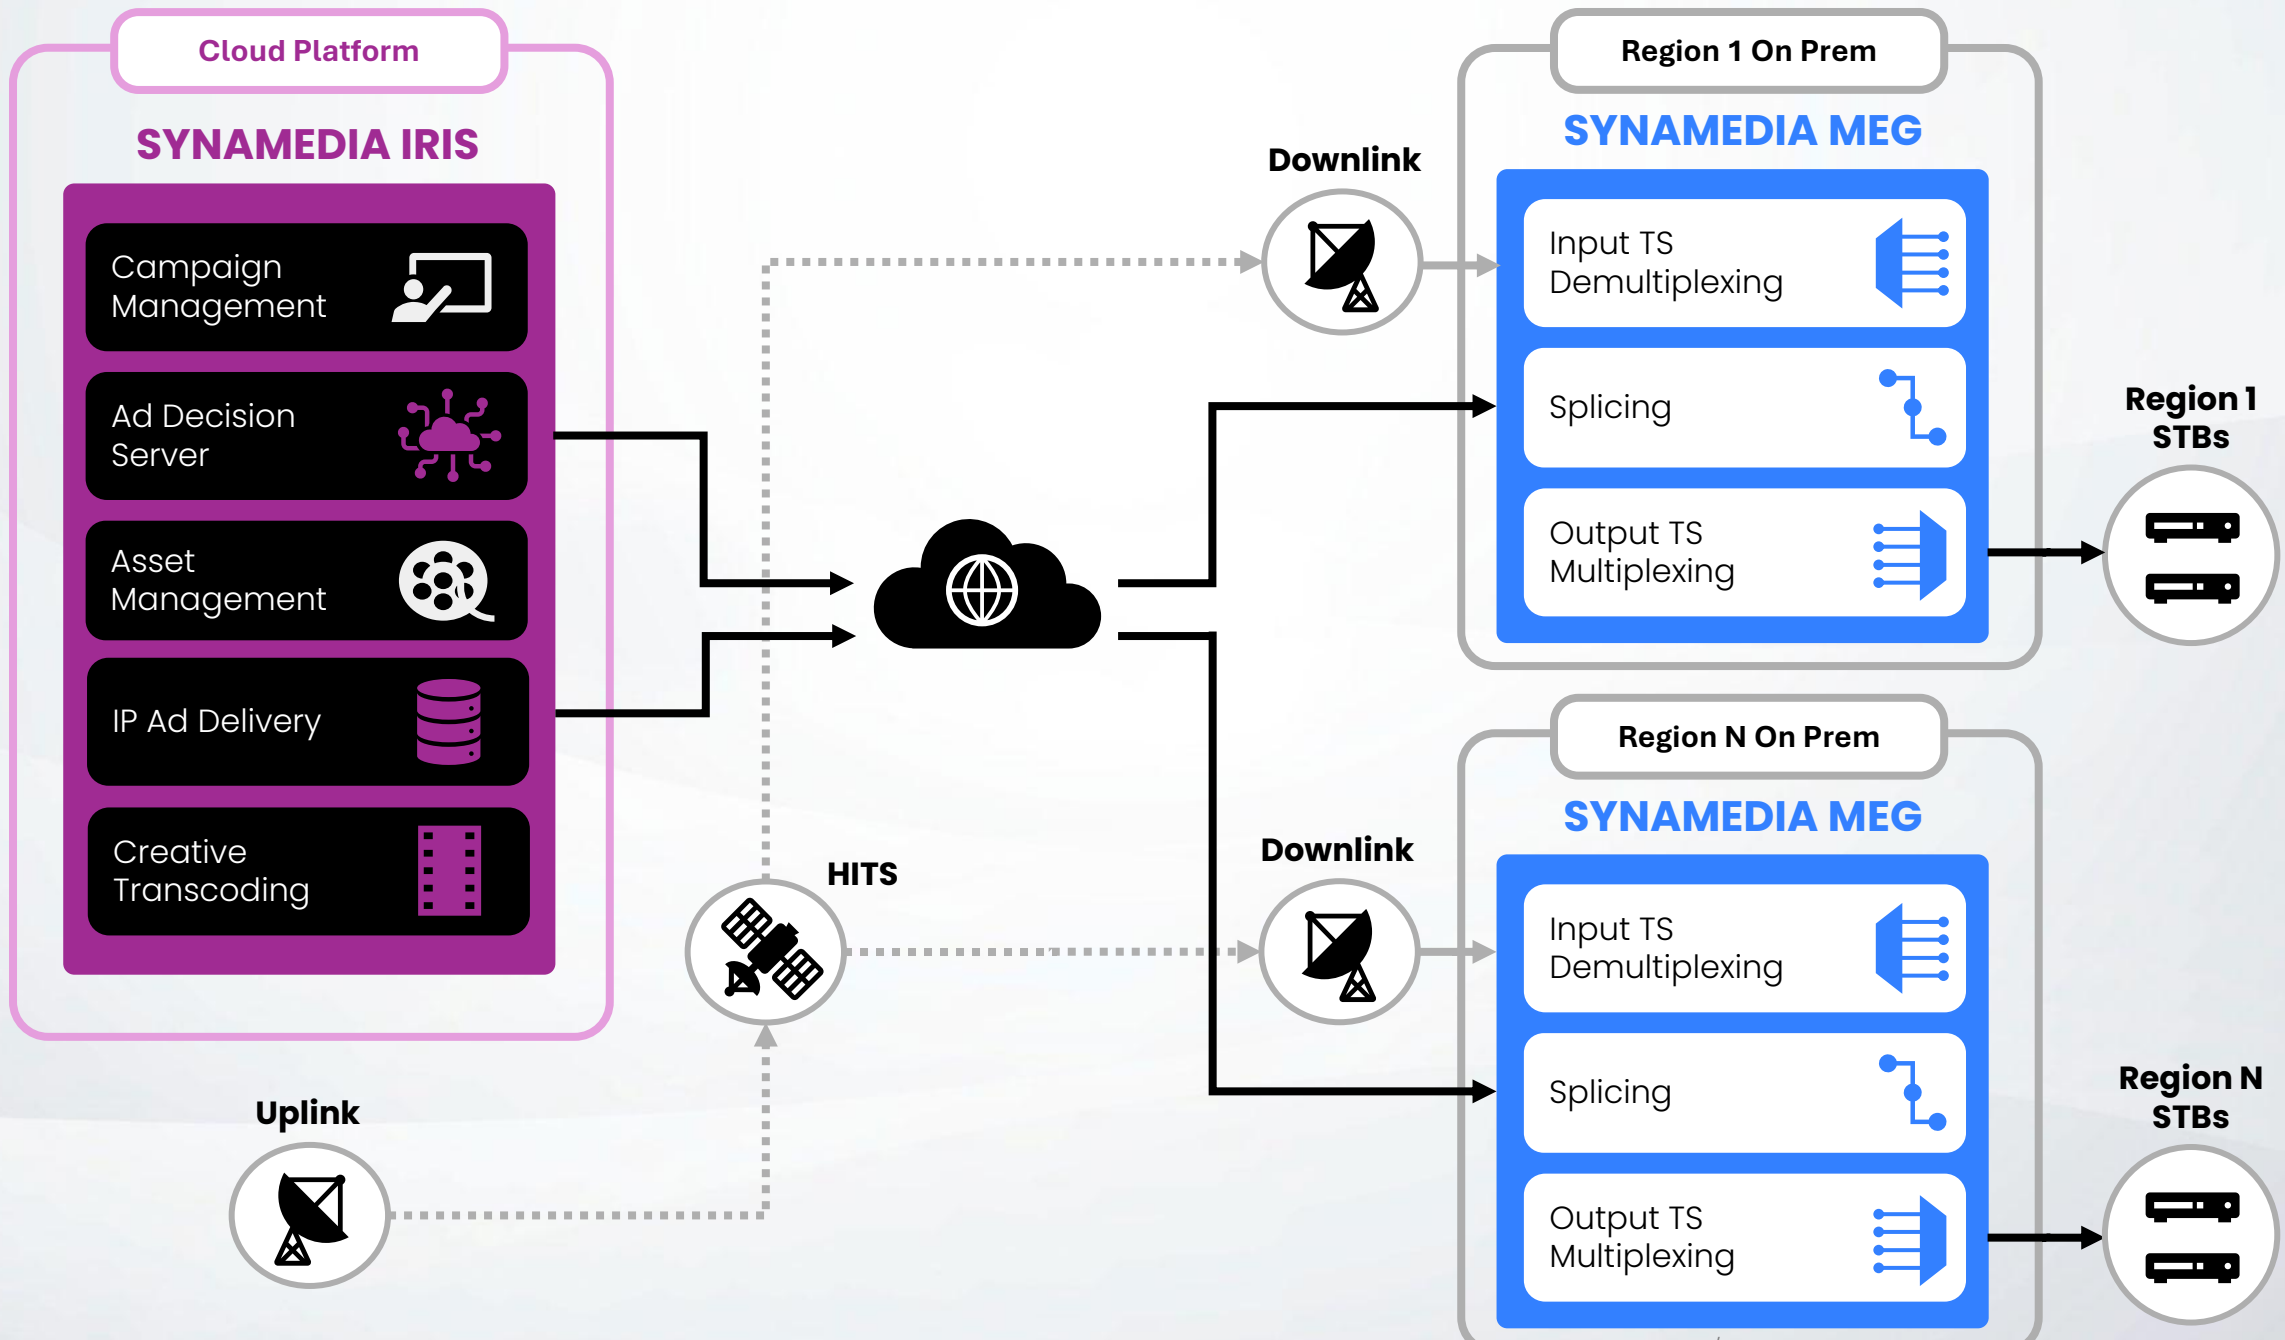 Cloud Platform
SYNAMEDIA IRIS
Campaign
Management
Ad Decision
Server
Asset
Management
IP Ad Delivery
Creative
Transcoding
Uplink
HITS
Downlink
Region 1 On Prem
SYNAMEDIA MEG
Input TS
Demultiplexing
Splicing
Output TS
Multiplexing
Region 1
STBs
Downlink
Region N On Prem
SYNAMEDIA MEG
Input TS
Demultiplexing
Splicing
Output TS
Multiplexing
Region N
STBs